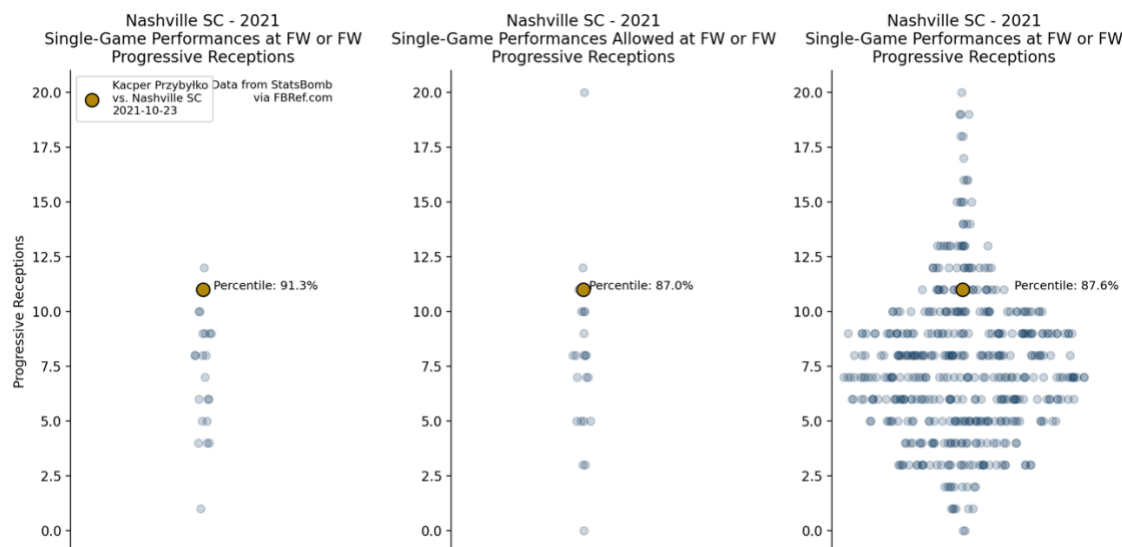 Nashville SC - 2021
Single-Game Performances at FW or FW
Progressive Receptions
Kacper Przybyłko
vs. Nashville SC
2021-10-23
Data from StatsBomb
via FBRef.com
Progressive Receptions
20.0
17.5
15.0
12.5
10.0
7.5
5.0
2.5
0.0
Percentile: 91.3%
Nashville SC - 2021
Single-Game Performances Allowed at FW or FW
Progressive Receptions
20.0
17.5
15.0
12.5
10.0
7.5
5.0
2.5
0.0
Percentile: 87.0%
Nashville SC - 2021
Single-Game Performances at FW or FW
Progressive Receptions
20.0
17.5
15.0
12.5
10.0
7.5
5.0
2.5
0.0
Percentile: 87.6%